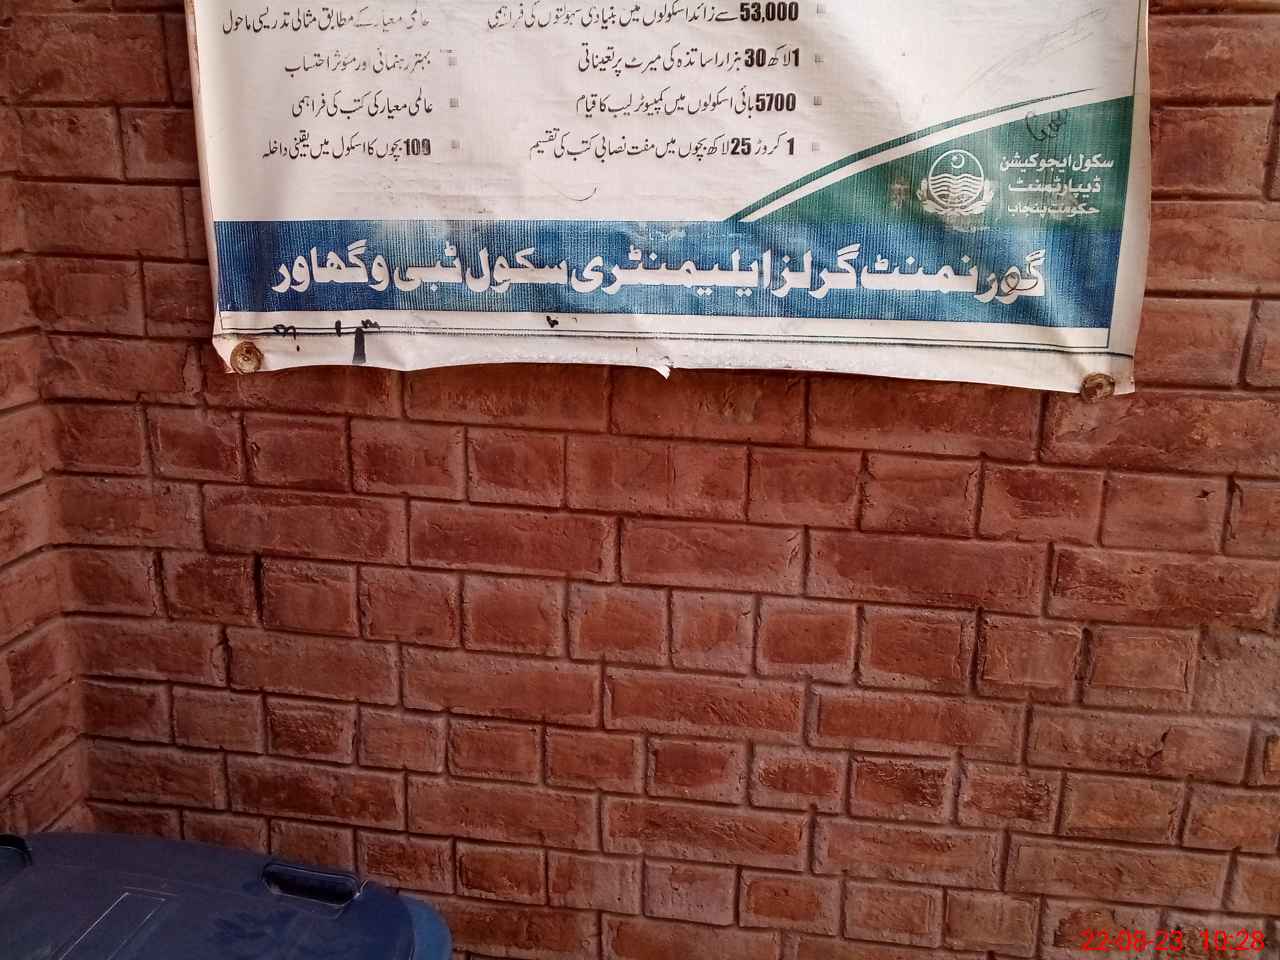 53,000 سے زائد اسکولوں میں بنیادی سہولتوں کی فراہمی
1 لاکھ 30 ہزار اساتذہ کی میرٹ پر تعیناتی
5700 ہائی اسکولوں میں کمپیوٹر لیب کا قیام
1 کروڑ 25 لاکھ بچوں میں مفت نصابی کتب کی تقسیم
عالمی معیار کے مطابق مثالی تدریسی ماحول
بہتر رہنمائی اور مؤثر احتساب
عالمی معیار کی کتب کی فراہمی
100 بچوں کا اسکول میں یقینی داخلہ
سکول ایجوکیشن
ڈیپارٹمنٹ
حکومت پنجاب
گورنمنٹ گرلز ایلیمنٹری سکول ٹبی وگھاور
22-08-23 10:28